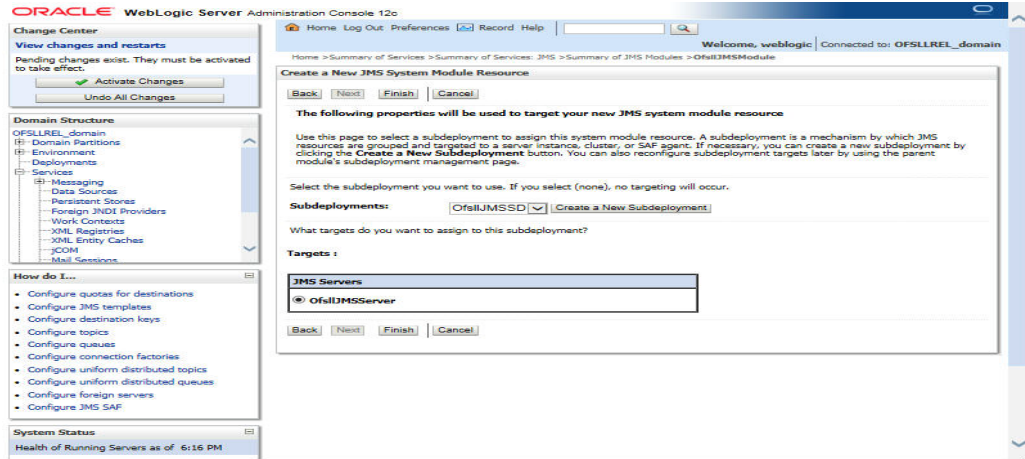 ORACLE WebLogic Server Administration Console 12c
Change Center
View changes and restarts
Pending changes exist. They must be activated
to take effect.
Activate Changes
Undo All Changes
Domain Structure
OFSLLREL_domain
Domain Partitions
Environment
Deployments
Services
Messaging
Data Sources
Persistent Stores
Foreign JNDI Providers
Work Contexts
XML Registries
XML Entity Caches
jCOM
Mail Sessions
How do I...
Configure quotas for destinations
Configure JMS templates
Configure destination keys
Configure topics
Configure queues
Configure connection factories
Configure uniform distributed topics
Configure uniform distributed queues
Configure foreign servers
Configure JMS SAF
System Status
Health of Running Servers as of 6:16 PM
Home Log Out Preferences Record Help
Welcome, weblogic Connected to: OFSLLREL_domain
Home >Summary of Services >Summary of Services: JMS >Summary of JMS Modules >OfsllJMSModule
Create a New JMS System Module Resource
Back Next Finish Cancel
The following properties will be used to target your new JMS system module resource
Use this page to select a subdeployment to assign this system module resource. A subdeployment is a mechanism by which JMS
resources are grouped and targeted to a server instance, cluster, or SAF agent. If necessary, you can create a new subdeployment by
clicking the Create a New Subdeployment button. You can also reconfigure subdeployment targets later by using the parent
module's subdeployment management page.
Select the subdeployment you want to use. If you select (none), no targeting will occur.
Subdeployments: OfsllJMSSD Create a New Subdeployment
What targets do you want to assign to this subdeployment?
Targets :
JMS Servers
OfsllJMSServer
Back Next Finish Cancel